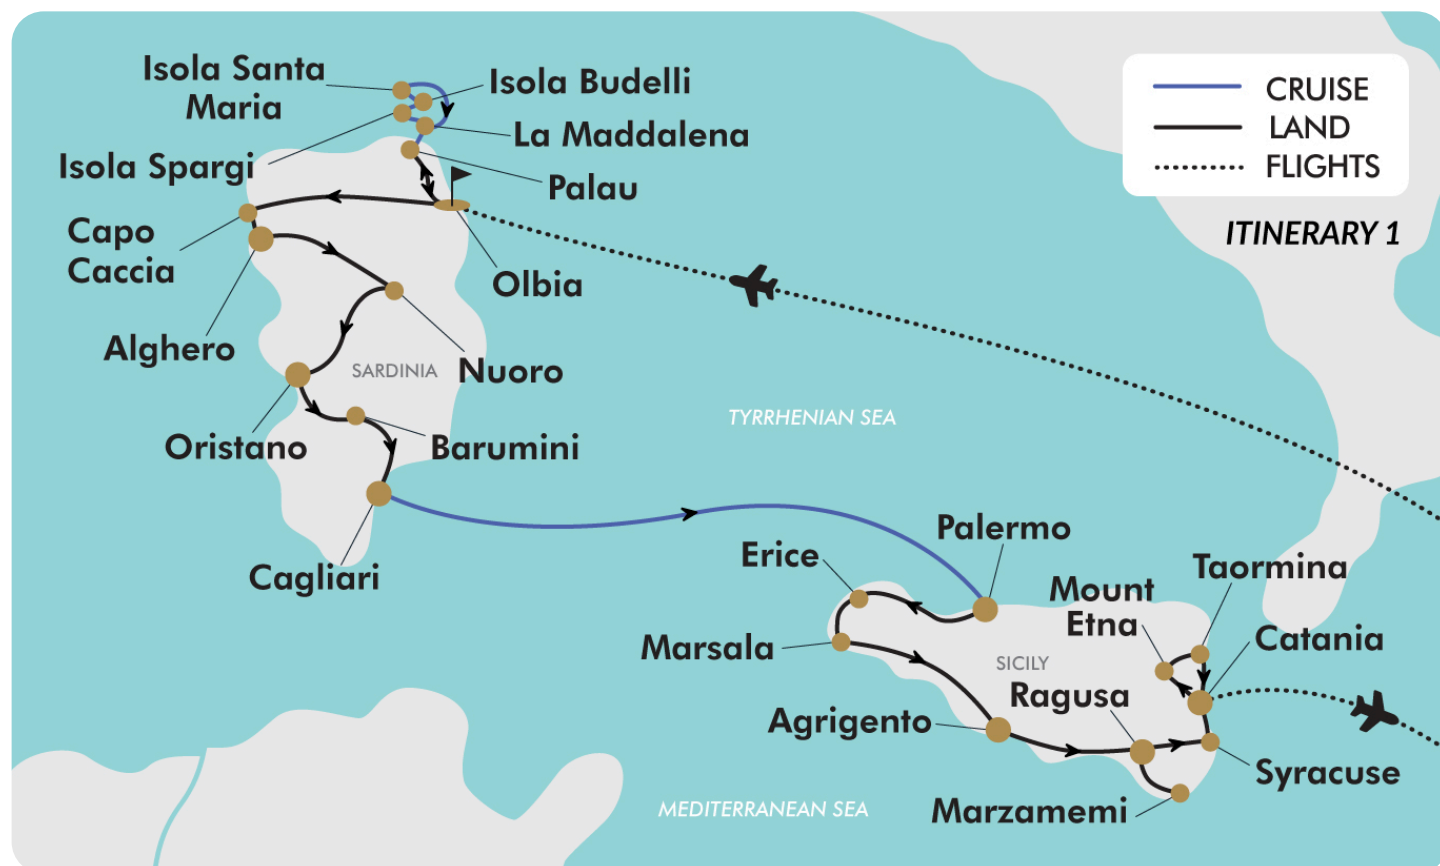 Isola Santa
Maria
Isola Budelli
La Maddalena
Isola Spargi
Palau
Capo
Caccia
Olbia
Alghero
SARDINIA
Nuoro
Oristano
Barumini
Cagliari
CRUISE
LAND
FLIGHTS
ITINERARY 1
TYRRHENIAN SEA
Palermo
Erice
Taormina
Mount
Etna
Catania
Marsala
SICILY
Ragusa
Agrigento
Syracuse
Marzamemi
MEDITERRANEAN SEA